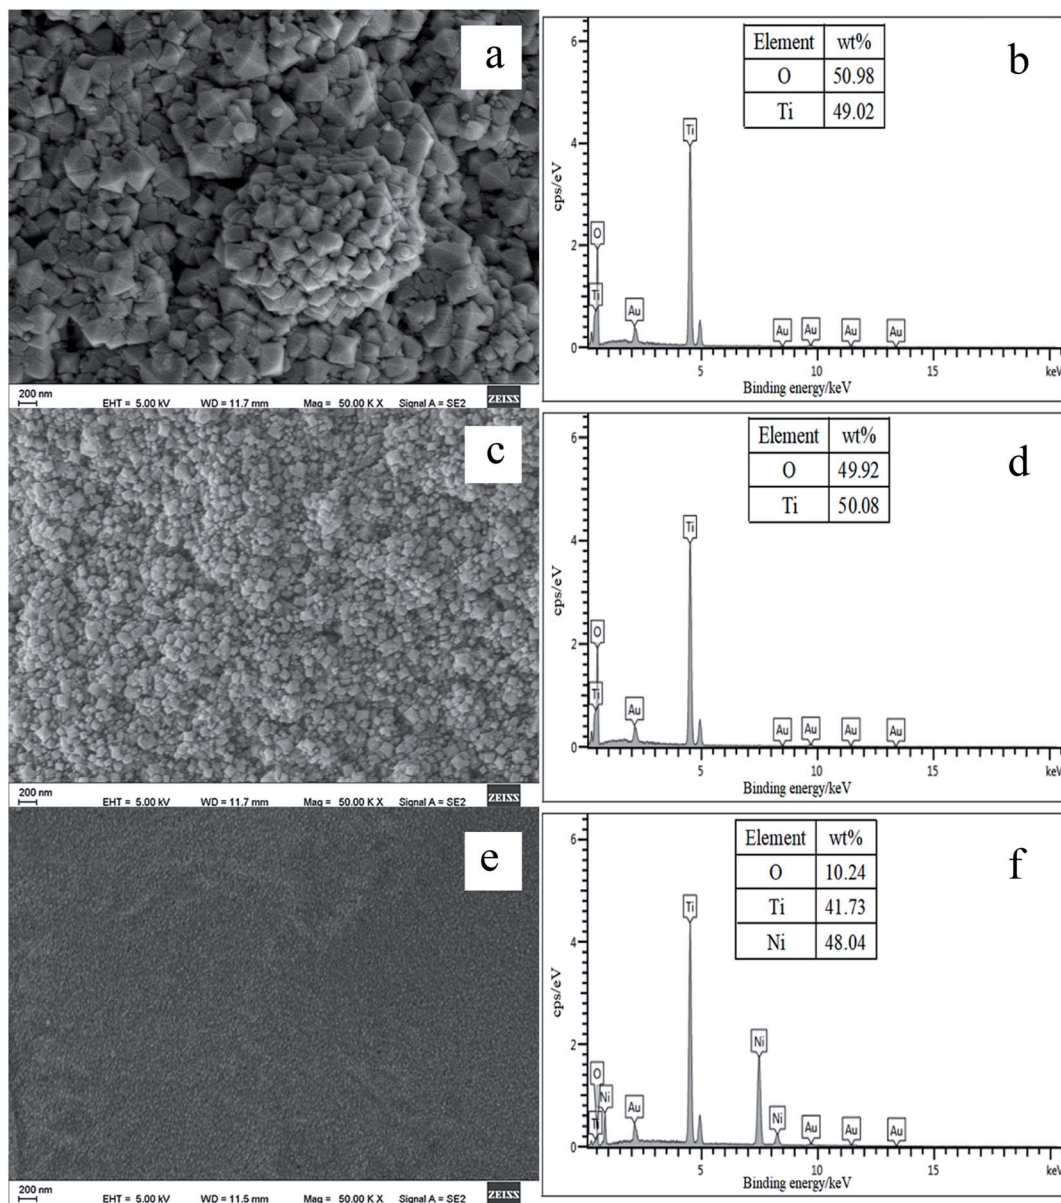 a
200 nm
EHT = 5.00 kV WD = 11.7 mm Mag = 50.00 K X Signal A = SE2 ZEISS
b
Element wt%
O 50.98
Ti 49.02
6
4
2
0
cps/eV
Ti
O
Ti
Au
Au
Au
Au
Au
5 10 15 keV
Binding energy/keV
c
200 nm
EHT = 5.00 kV WD = 11.7 mm Mag = 50.00 K X Signal A = SE2 ZEISS
d
Element wt%
O 49.92
Ti 50.08
6
4
2
0
cps/eV
Ti
O
Ti
Au
Au
Au
Au
Au
5 10 15 keV
Binding energy/keV
e
200 nm
EHT = 5.00 kV WD = 11.5 mm Mag = 50.00 K X Signal A = SE2 ZEISS
f
Element wt%
O 10.24
Ti 41.73
Ni 48.04
6
4
2
0
cps/eV
Ti
Ni
O
Ni
Ti
Au
Ni
Au
Au
Au
5 10 15 keV
Binding energy/keV